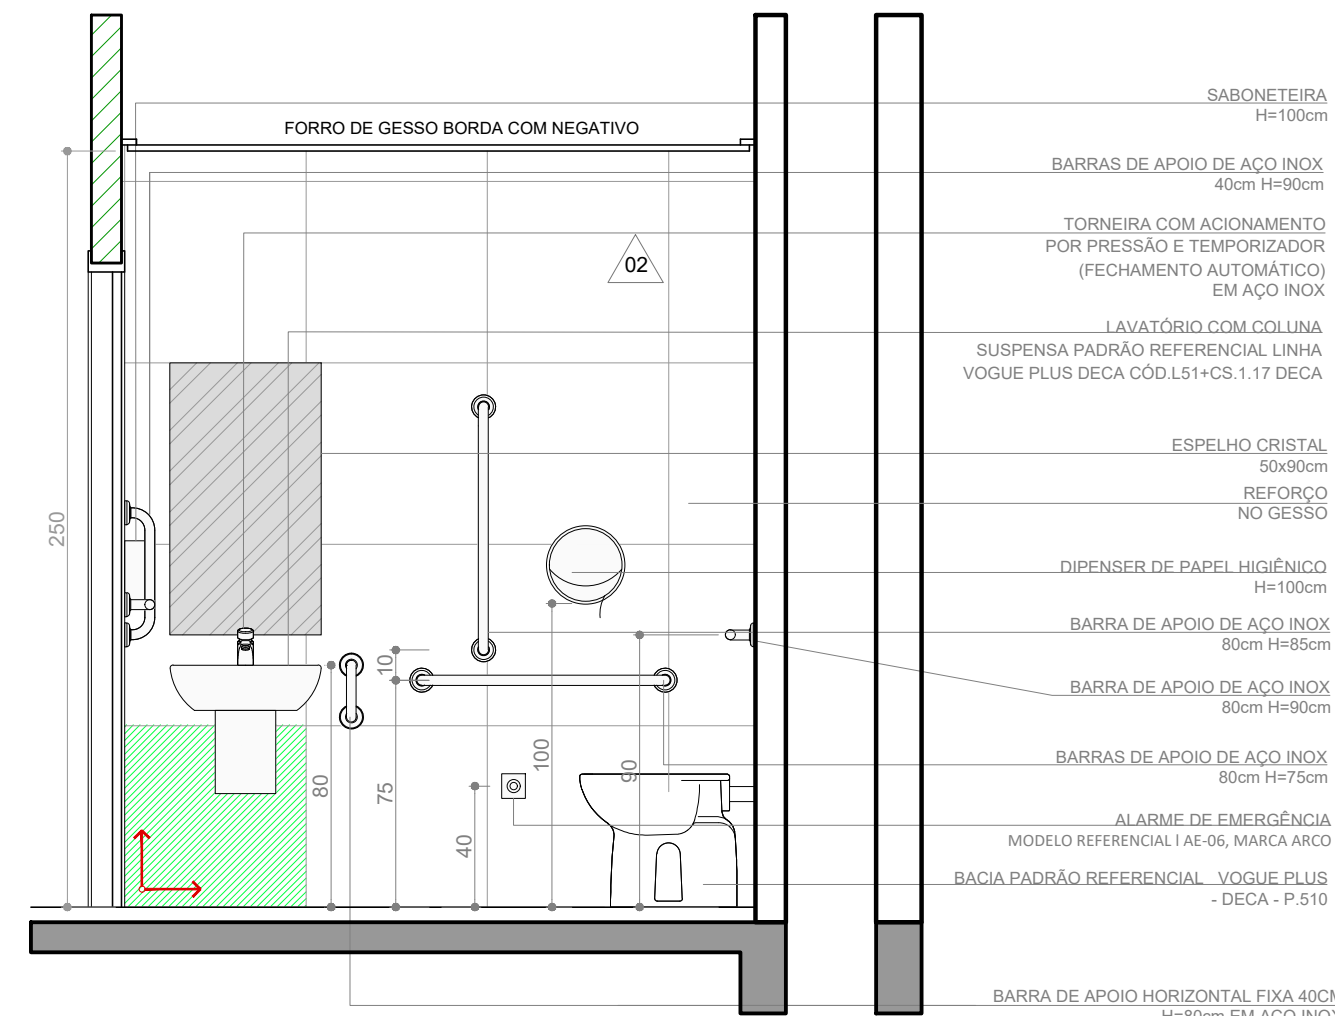 SABONETEIRA
H=100cm
FORRO DE GESSO BORDA COM NEGATIVO
BARRAS DE APOIO DE AÇO INOX
40cm H=90cm
TORNEIRA COM ACIONAMENTO
POR PRESSÃO E TEMPORIZADOR
(FECHAMENTO AUTOMÁTICO)
EM AÇO INOX
02
LAVATÓRIO COM COLUNA
SUSPENSA PADRÃO REFERENCIAL LINHA
VOGUE PLUS DECA CÓD.L51+CS.1.17 DECA
ESPELHO CRISTAL
50x90cm
REFORÇO
NO GESSO
250
DIPENSER DE PAPEL HIGIÊNICO
H=100cm
BARRA DE APOIO DE AÇO INOX
80cm H=85cm
10
BARRA DE APOIO DE AÇO INOX
80cm H=90cm
80
75
40
100
90
BARRAS DE APOIO DE AÇO INOX
80cm H=75cm
ALARME DE EMERGÊNCIA
MODELO REFERENCIAL l AE-06, MARCA ARCO
BACIA PADRÃO REFERENCIAL VOGUE PLUS
- DECA - P.510
BARRA DE APOIO HORIZONTAL FIXA 40CM
H=80cm EM AÇO INOX